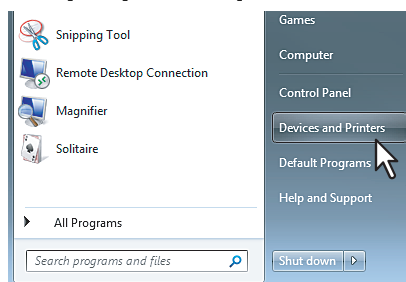 Snipping Tool
Remote Desktop Connection
Magnifier
Solitaire
All Programs
Search programs and files
Games
Computer
Control Panel
Devices and Printers
Default Programs
Help and Support
Shut down